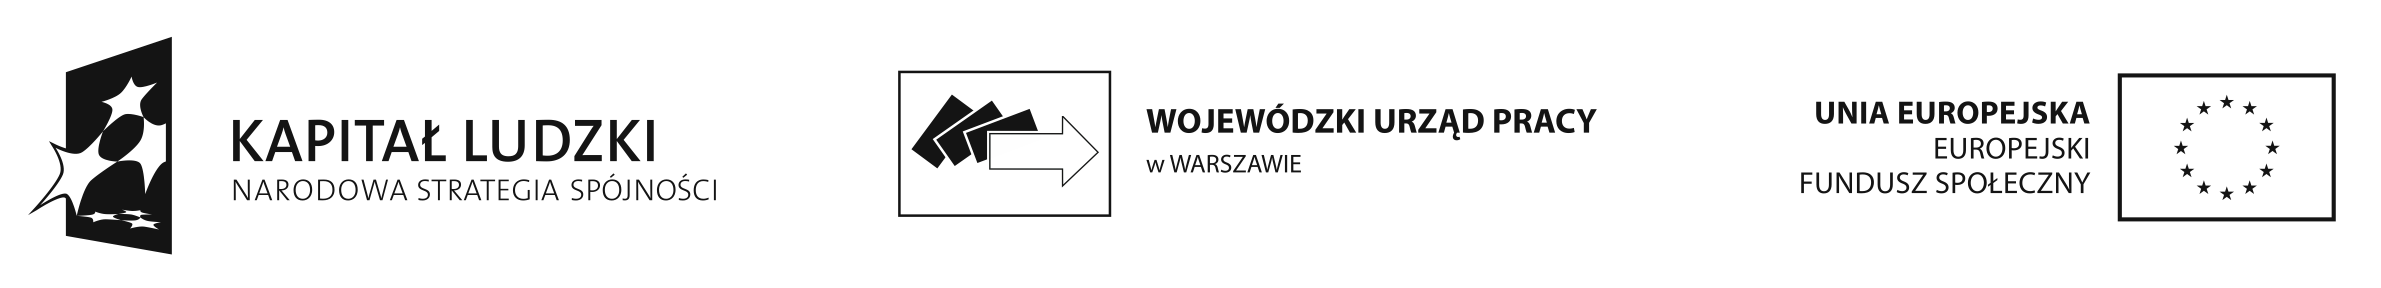 KAPITAŁ LUDZKI
NARODOWA STRATEGIA SPÓJNOŚCI
WOJEWÓDZKI URZĄD PRACY
w WARSZAWIE
UNIA EUROPEJSKA
EUROPEJSKI
FUNDUSZ SPOŁECZNY